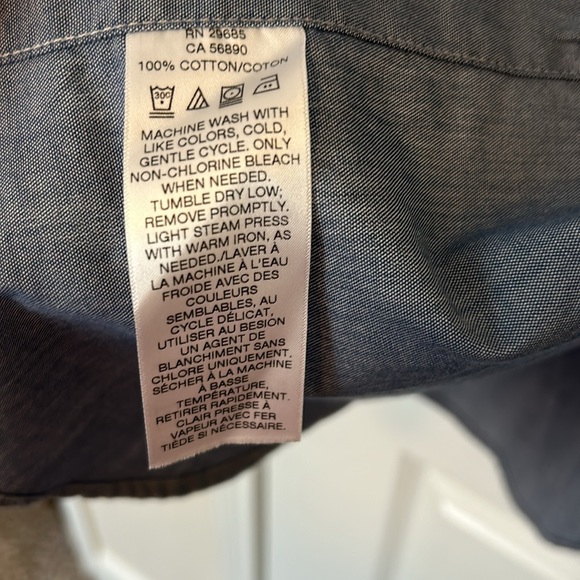 RN 29685
CA 56890
100% COTTON/COTON
30C
MACHINE WASH WITH
LIKE COLORS, COLD,
GENTLE CYCLE. ONLY
NON-CHLORINE BLEACH
WHEN NEEDED.
TUMBLE DRY LOW;
REMOVE PROMPTLY.
LIGHT STEAM PRESS
WITH WARM IRON, AS
NEEDED./LAVER À
LA MACHINE À L'EAU
FROIDE AVEC DES
COULEURS
SEMBLABLES, AU
CYCLE DÉLICAT,
UTILISER AU BESIÓN
UN AGENT DE
BLANCHIMENT SANS
CHLORE UNIQUEMENT.
SÈCHER À LA MACHINE
À BASSE
TEMPÉRATURE,
RETIRER RAPIDEMENT.
CLAIR PRESSE À
VAPEUR AVEC FER
TIÈDE SI NÉCESSAIRE.